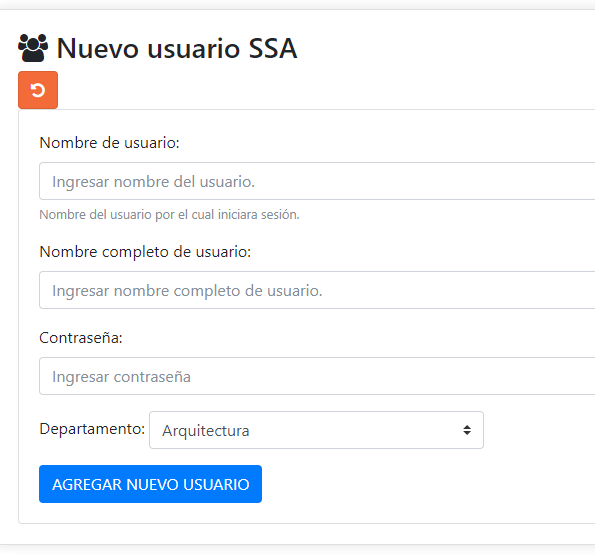 Nuevo usuario SSA
Nombre de usuario:
Ingresar nombre del usuario.
Nombre del usuario por el cual iniciara sesión.
Nombre completo de usuario:
Ingresar nombre completo de usuario.
Contraseña:
Ingresar contraseña
Departamento: Arquitectura
AGREGAR NUEVO USUARIO